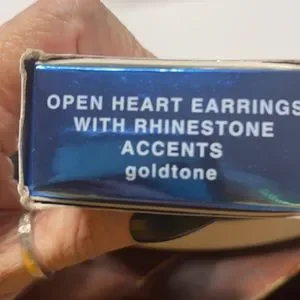 OPEN HEART EARRINGS
WITH RHINESTONE
ACCENTS
goldtone